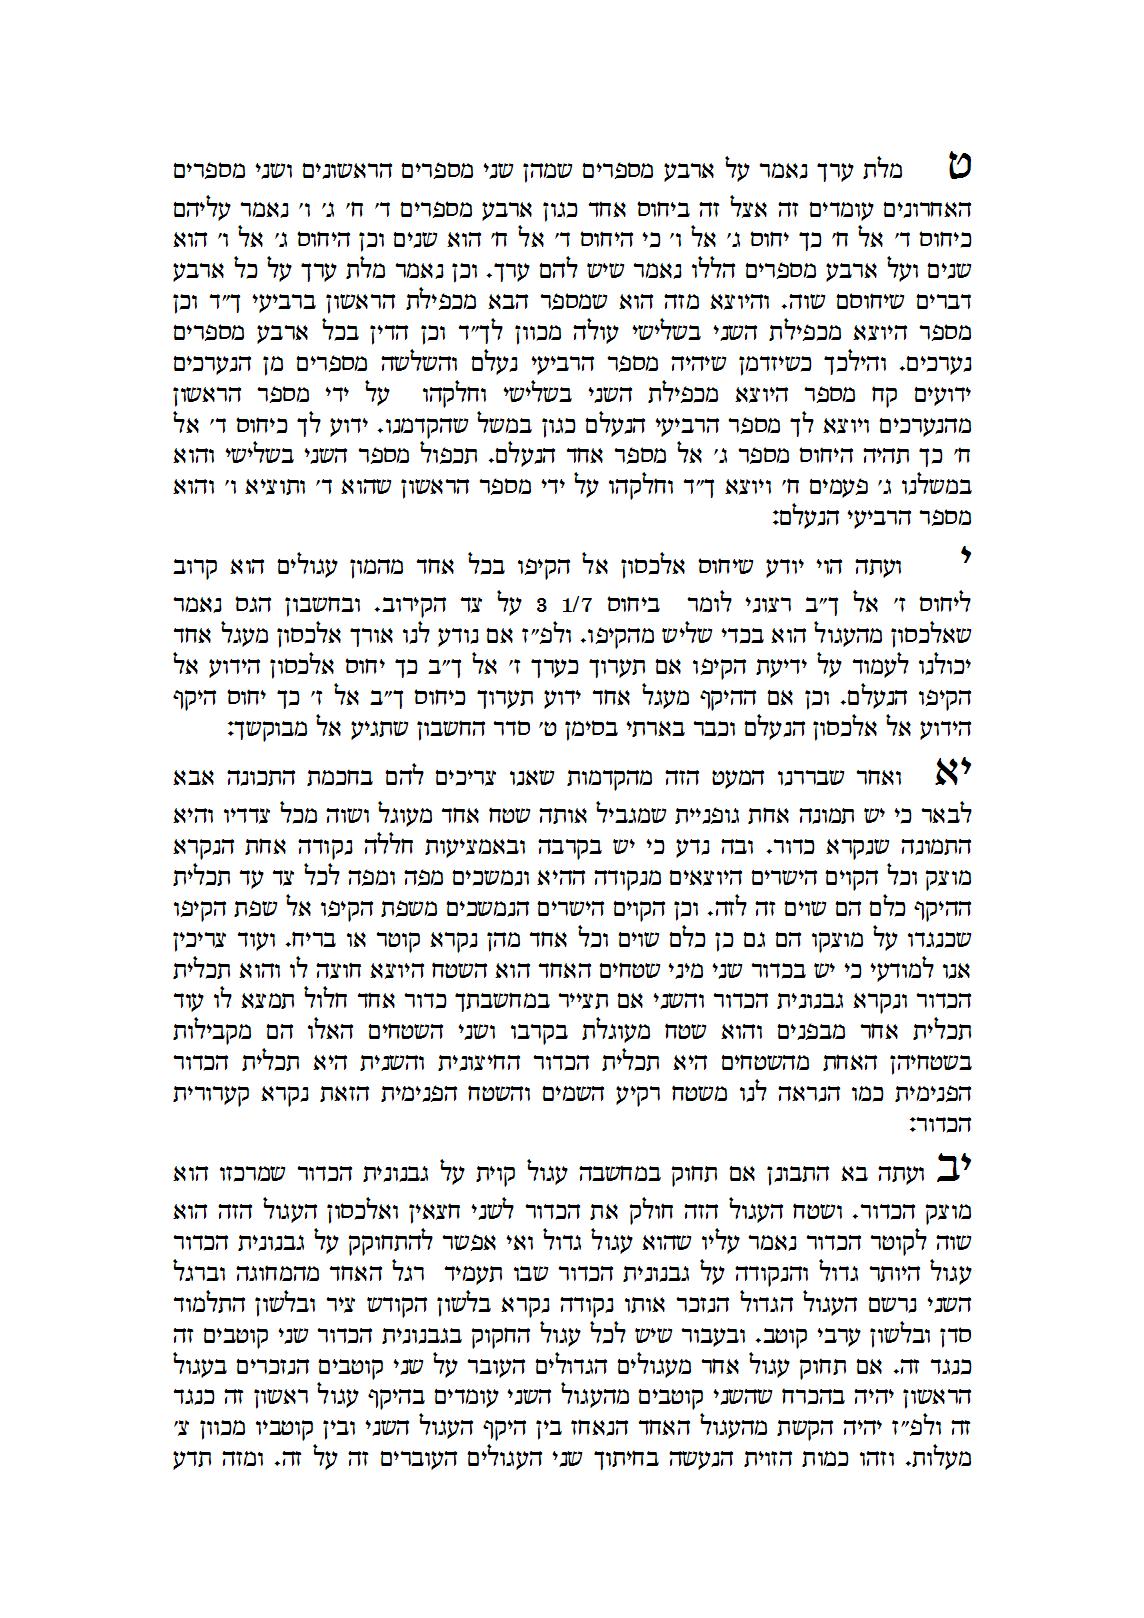 ט מלת ערך נאמר על ארבע מספרים שמהן שני מספרים הראשונים ושני מספרים
האחרונים עומדים זה אצל זה ביחוס אחד כגון ארבע מספרים ד׳ ח׳ ג׳ ו׳ נאמר עליהם
כיחוס ד׳ אל ח׳ כך יחוס ג׳ אל ו׳ כי היחוס ד׳ אל ח׳ הוא שנים וכן היחוס ג׳ אל ו׳ הוא
שנים ועל ארבע מספרים הללו נאמר שיש להם ערך. וכן נאמר מלת ערך על כל ארבע
דברים שיחוסם שוה. והיוצא מזה הוא שמספר הבא מכפילת הראשון ברביעי ך״ד וכן
מספר היוצא מכפילת השני בשלישי עולה מכוון לך״ד וכן הדין בכל ארבע מספרים
נערכים. והילכך כשיזדמן שיהיה מספר הרביעי נעלם והשלשה מספרים מן הנערכים
ידועים קח מספר היוצא מכפילת השני בשלישי וחלקהו על ידי מספר הראשון
מהנערכים ויוצא לך מספר הרביעי הנעלם כגון במשל שהקדמנו. ידוע לך כיחוס ד׳ אל
ח׳ כך תהיה היחוס מספר ג׳ אל מספר אחד הנעלם. תכפול מספר השני בשלישי והוא
במשלנו ג׳ פעמים ח׳ ויוצא ך״ד וחלקהו על ידי מספר הראשון שהוא ד׳ ותוציא ו׳ והוא
מספר הרביעי הנעלם:
י ועתה הוי יודע שיחוס אלכסון אל הקיפו בכל אחד מהמון עגולים הוא קרוב
ליחוס ז׳ אל ך״ב רצוני לומר ביחוס 1/7 3 על צד הקירוב. ובחשבון הגס נאמר
שאלכסון מהעגול הוא בכדי שליש מהקיפו. ולפ״ז אם נודע לנו אורך אלכסון מעגל אחד
יכולנו לעמוד על ידיעת הקיפו אם תערוך כערך ז׳ אל ך״ב כך יחוס אלכסון הידוע אל
הקיפו הנעלם. וכן אם ההיקף מעגל אחד ידוע תערוך כיחוס ך״ב אל ז׳ כך יחוס היקף
הידוע אל אלכסון הנעלם וכבר בארתי בסימן ט׳ סדר החשבון שתגיע אל מבוקשך:
יא ואחר שבררנו המעט הזה מהקדמות שאנו צריכים להם בחכמת התכונה אבא
לבאר כי יש תמונה אחת גופניית שמגביל אותה שטח אחד מעוגל ושוה מכל צדדיו והיא
התמונה שנקרא כדור. ובה נדע כי יש בקרבה ובאמציעות חללה נקודה אחת הנקרא
מוצק וכל הקוים הישרים היוצאים מנקודה ההיא ונמשכים מפה ומפה לכל צד עד תכלית
ההיקף כלם הם שוים זה לזה. וכן הקוים הישרים הנמשכים משפת הקיפו אל שפת הקיפו
שכנגדו על מוצקו הם גם כן כלם שוים וכל אחד מהן נקרא קוטר או בריח. ועוד צריכין
אנו למודעי כי יש בכדור שני מיני שטחים האחד הוא השטח היוצא חוצה לו והוא תכלית
הכדור ונקרא גבנונית הכדור והשני אם תצייר במחשבתך כדור אחד חלול תמצא לו עוד
תכלית אחר מבפנים והוא שטח מעוגלת בקרבו ושני השטחים האלו הם מקבילות
בשטחיהן האחת מהשטחים היא תכלית הכדור החיצונית והשנית היא תכלית הכדור
הפנימית כמו הנראה לנו משטח רקיע השמים והשטח הפנימית הזאת נקרא קערורית
הכדור:
יב ועתה בא התבונן אם תחוק במחשבה עגול קוית על גבנונית הכדור שמרכזו הוא
מוצק הכדור. ושטח העגול הזה חולק את הכדור לשני חצאין ואלכסון העגול הזה הוא
שוה לקוטר הכדור נאמר עליו שהוא עגול גדול ואי אפשר להתחוקק על גבנונית הכדור
עגול היותר גדול והנקודה על גבנונית הכדור שבו תעמיד רגל האחד מהמחוגה וברגל
השני נרשם העגול הגדול הנזכר אותו נקודה נקרא בלשון הקודש ציר ובלשון התלמוד
סדן ובלשון ערבי קוטב. ובעבור שיש לכל עגול החקוק בגבנונית הכדור שני קוטבים זה
כנגד זה. אם תחוק עגול אחר מעגולים הגדולים העובר על שני קוטבים הנזכרים בעגול
הראשון יהיה בהכרח שהשני קוטבים מהעגול השני עומדים בהיקף עגול ראשון זה כנגד
זה ולפ״ז יהיה הקשת מהעגול האחד הנאחז בין היקף העגול השני ובין קוטביו מכוון צ׳
מעלות. וזהו כמות הזוית הנעשה בחיתוך שני העגולים העוברים זה על זה. ומזה תדע